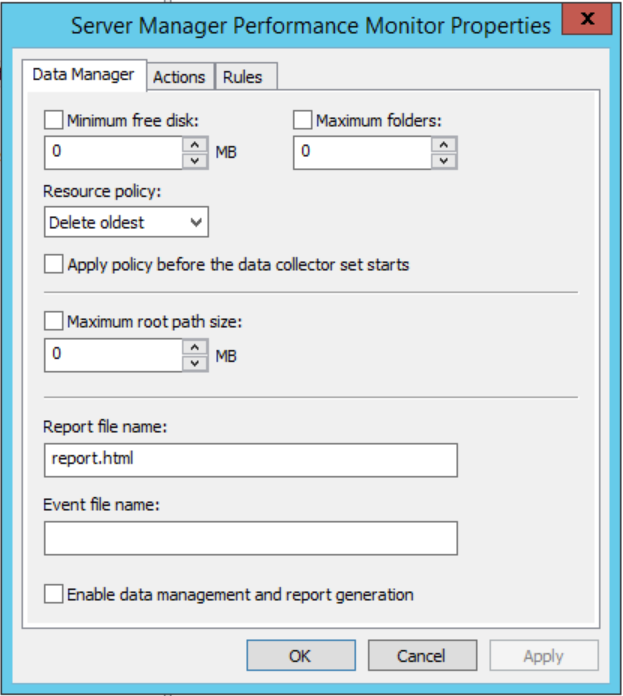 Server Manager Performance Monitor Properties x
Data Manager Actions Rules
Minimum free disk: Maximum folders:
0 MB 0
Resource policy:
Delete oldest
Apply policy before the data collector set starts
Maximum root path size:
0 MB
Report file name:
report.html
Event file name:
Enable data management and report generation
OK Cancel Apply